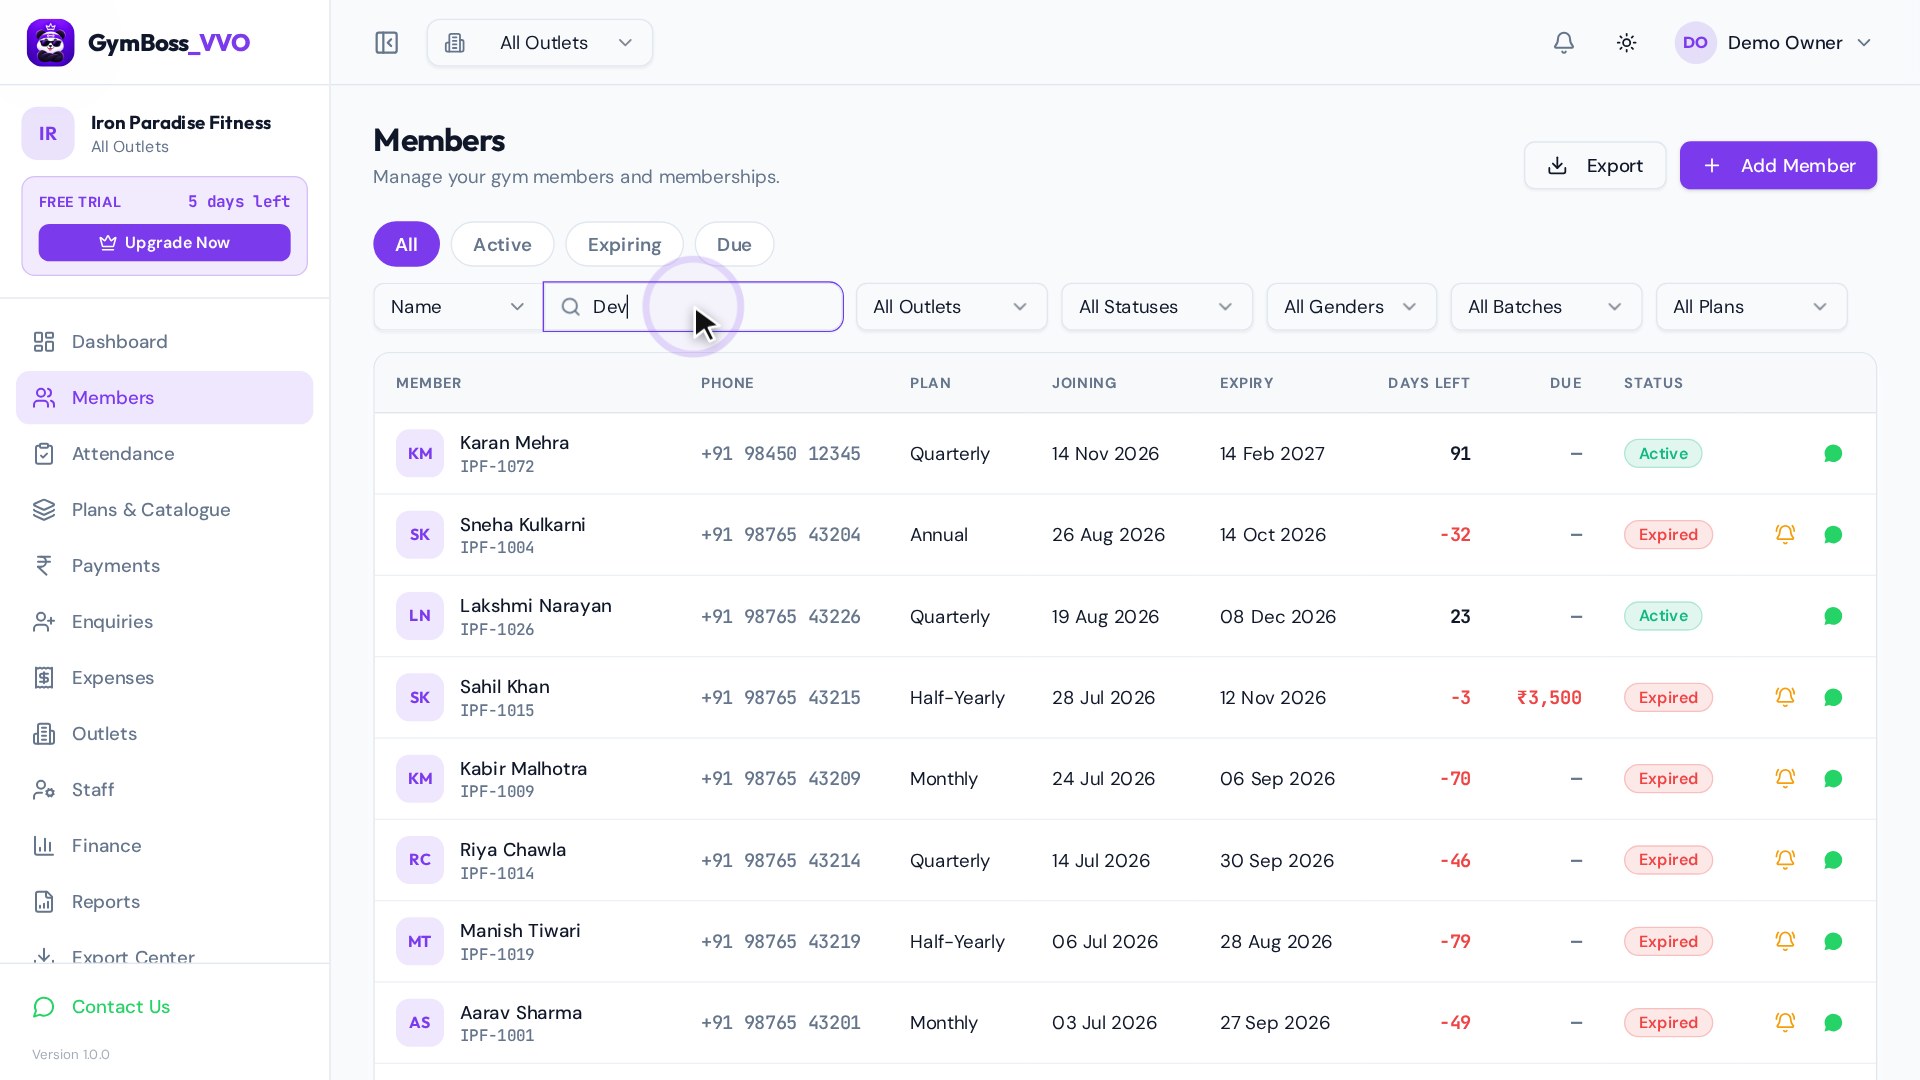 GymBoss_VVO
All Outlets
DO Demo Owner
IR Iron Paradise Fitness
All Outlets
FREE TRIAL 5 days left
Upgrade Now
Dashboard
Members
Attendance
Plans & Catalogue
Payments
Enquiries
Expenses
Outlets
Staff
Finance
Reports
Export Center
Contact Us
Version 1.0.0
Members
Manage your gym members and memberships.
Export
Add Member
All Active Expiring Due
Name Dev All Outlets All Statuses All Genders All Batches All Plans
MEMBER PHONE PLAN JOINING EXPIRY DAYS LEFT DUE STATUS
KM Karan Mehra +91 98450 12345 Quarterly 14 Nov 2026 14 Feb 2027 91 – Active
IPF-1072
SK Sneha Kulkarni +91 98765 43204 Annual 26 Aug 2026 14 Oct 2026 -32 – Expired
IPF-1004
LN Lakshmi Narayan +91 98765 43226 Quarterly 19 Aug 2026 08 Dec 2026 23 – Active
IPF-1026
SK Sahil Khan +91 98765 43215 Half-Yearly 28 Jul 2026 12 Nov 2026 -3 ₹3,500 Expired
IPF-1015
KM Kabir Malhotra +91 98765 43209 Monthly 24 Jul 2026 06 Sep 2026 -70 – Expired
IPF-1009
RC Riya Chawla +91 98765 43214 Quarterly 14 Jul 2026 30 Sep 2026 -46 – Expired
IPF-1014
MT Manish Tiwari +91 98765 43219 Half-Yearly 06 Jul 2026 28 Aug 2026 -79 – Expired
IPF-1019
AS Aarav Sharma +91 98765 43201 Monthly 03 Jul 2026 27 Sep 2026 -49 – Expired
IPF-1001